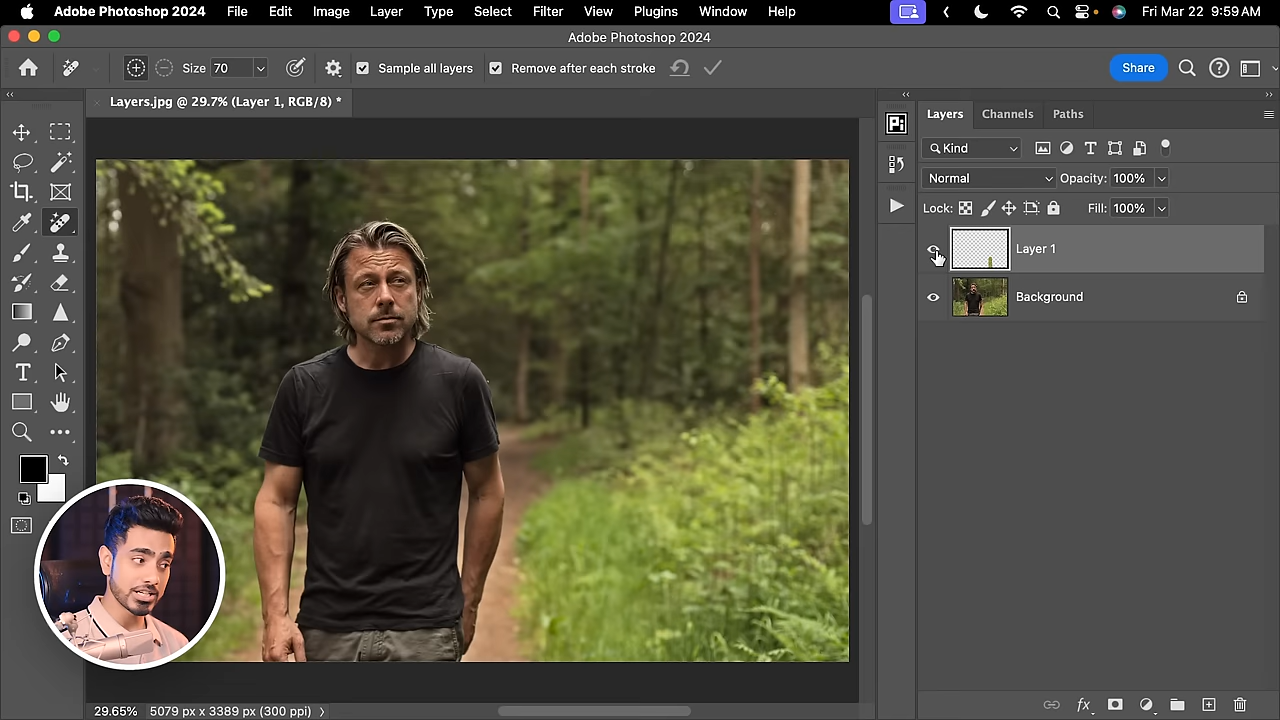 Adobe Photoshop 2024 File Edit Image Layer Type Select Filter View Plugins Window Help Fri Mar 22 9:59 AM
Adobe Photoshop 2024
Size 70 Sample all layers Remove after each stroke Share
Layers.jpg @ 29.7% (Layer 1, RGB/8) *
Layers Channels Paths
Kind
Normal Opacity: 100%
Lock: Fill: 100%
Layer 1
Background
29.65% 5079 px x 3389 px (300 ppi)